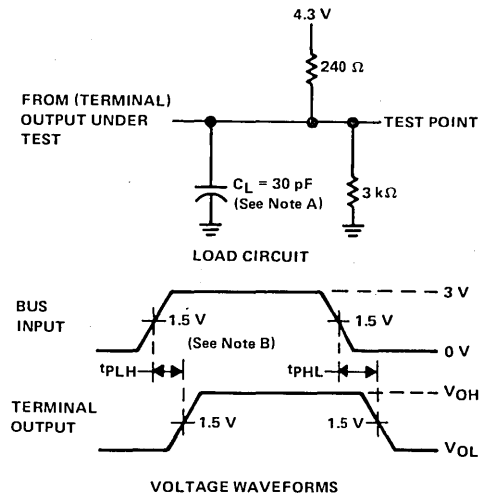 4.3 V
240 Ω
FROM (TERMINAL)
OUTPUT UNDER
TEST
TEST POINT
C_L = 30 pF
(See Note A)
3 kΩ
LOAD CIRCUIT
BUS
INPUT
3 V
1.5 V
1.5 V
(See Note B)
0 V
tPLH
tPHL
TERMINAL
OUTPUT
VOH
1.5 V
1.5 V
VOL
VOLTAGE WAVEFORMS